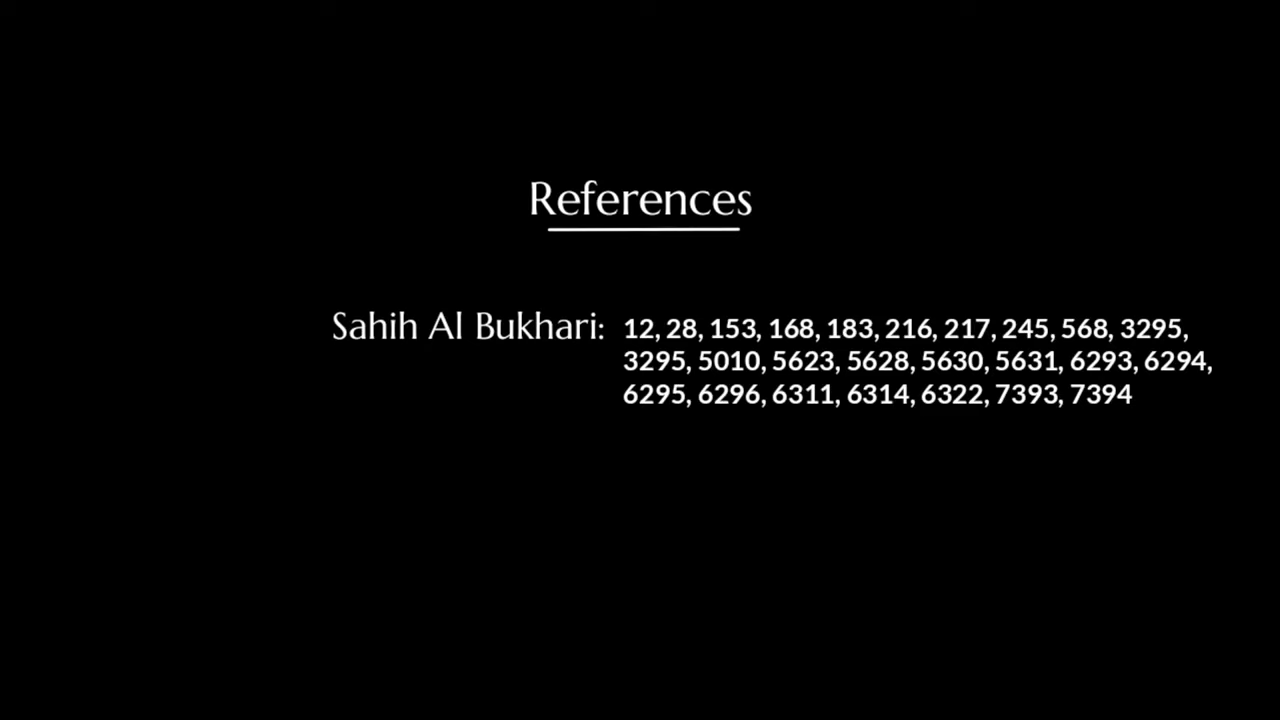 References
Sahih Al Bukhari: 12, 28, 153, 168, 183, 216, 217, 245, 568, 3295,
3295, 5010, 5623, 5628, 5630, 5631, 6293, 6294,
6295, 6296, 6311, 6314, 6322, 7393, 7394